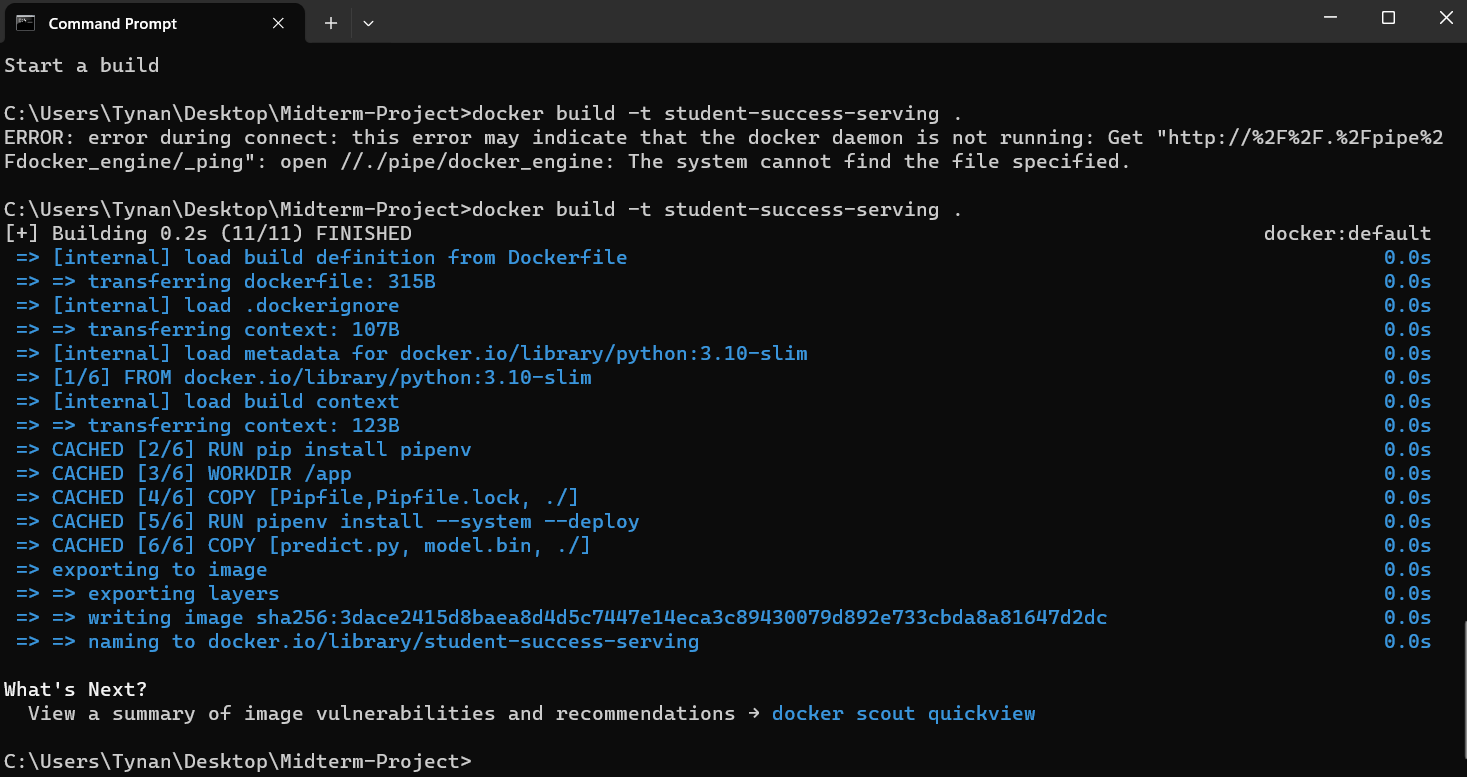 Command Prompt
Start a build
C:\Users\Tynan\Desktop\Midterm-Project>docker build -t student-success-serving .
ERROR: error during connect: this error may indicate that the docker daemon is not running: Get "http://%2F%2F.%2Fpipe%2
Fdocker_engine/_ping": open //./pipe/docker_engine: The system cannot find the file specified.
C:\Users\Tynan\Desktop\Midterm-Project>docker build -t student-success-serving .
[+] Building 0.2s (11/11) FINISHED docker:default
=> [internal] load build definition from Dockerfile 0.0s
=> => transferring dockerfile: 315B 0.0s
=> [internal] load .dockerignore 0.0s
=> => transferring context: 107B 0.0s
=> [internal] load metadata for docker.io/library/python:3.10-slim 0.0s
=> [1/6] FROM docker.io/library/python:3.10-slim 0.0s
=> [internal] load build context 0.0s
=> => transferring context: 123B 0.0s
=> CACHED [2/6] RUN pip install pipenv 0.0s
=> CACHED [3/6] WORKDIR /app 0.0s
=> CACHED [4/6] COPY [Pipfile,Pipfile.lock, ./] 0.0s
=> CACHED [5/6] RUN pipenv install --system --deploy 0.0s
=> CACHED [6/6] COPY [predict.py, model.bin, ./] 0.0s
=> exporting to image 0.0s
=> => exporting layers 0.0s
=> => writing image sha256:3dace2415d8baea8d4d5c7447e14eca3c89430079d892e733cbda8a81647d2dc 0.0s
=> => naming to docker.io/library/student-success-serving 0.0s
What's Next?
View a summary of image vulnerabilities and recommendations → docker scout quickview
C:\Users\Tynan\Desktop\Midterm-Project>